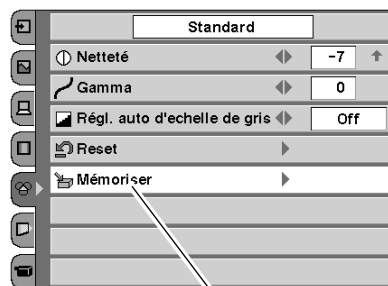 Standard
Netteté -7
Gamma 0
Régl. auto d'echelle de gris Off
Reset
Mémoriser